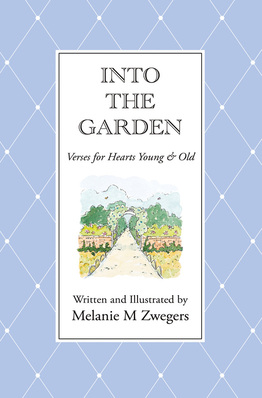 INTO
THE
GARDEN
Verses for Hearts Young & Old
Written and Illustrated by
Melanie M Zwegers